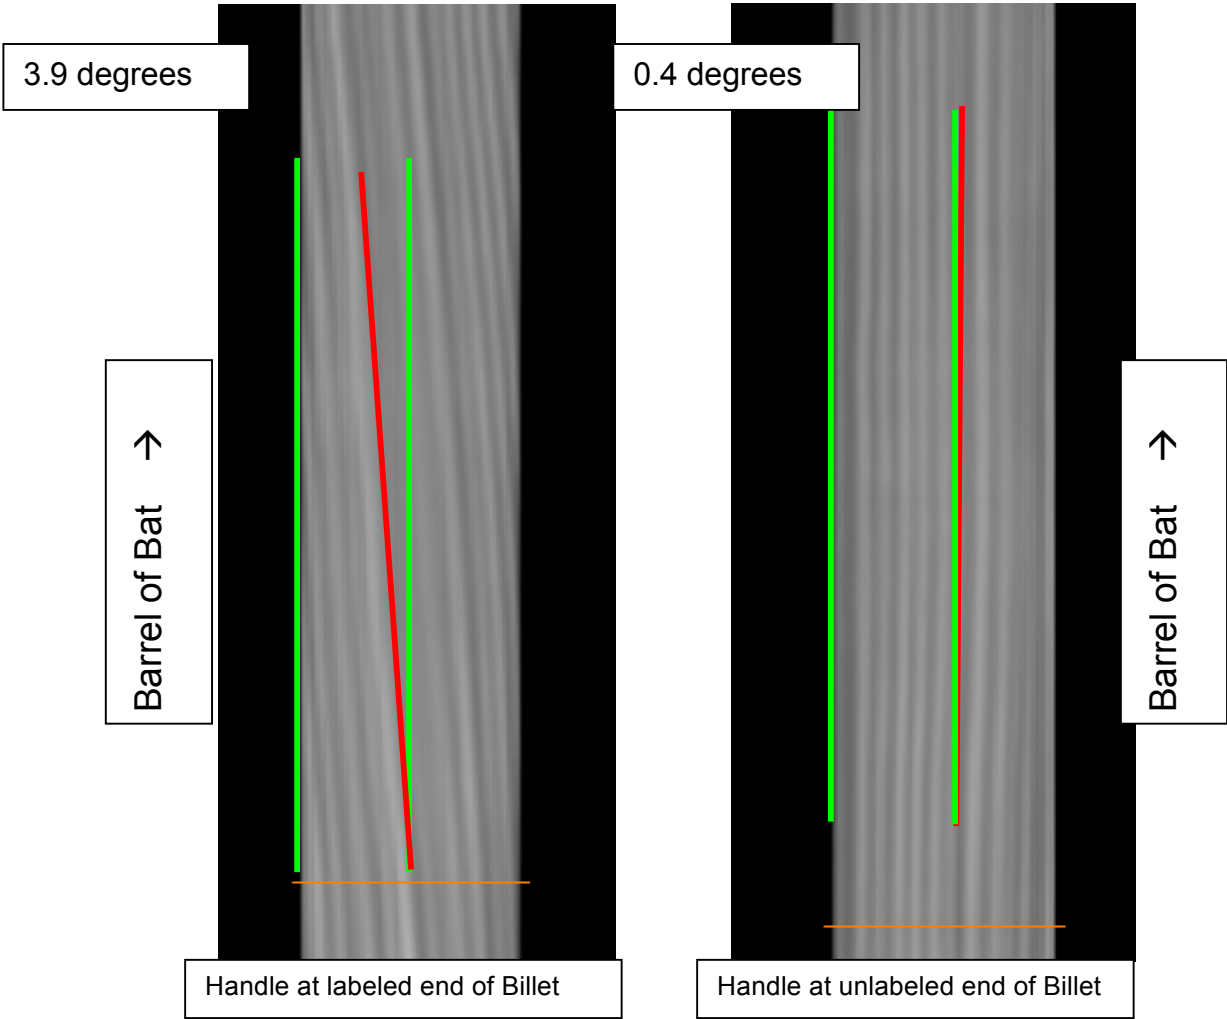 3.9 degrees
0.4 degrees
Barrel of Bat →
Barrel of Bat →
Handle at labeled end of Billet
Handle at unlabeled end of Billet